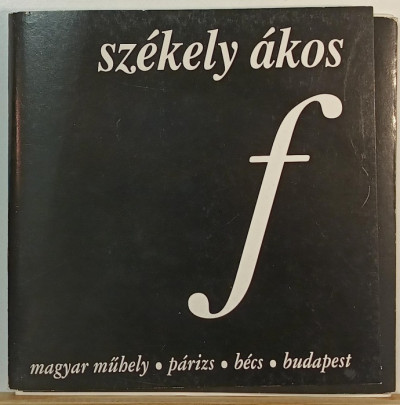 székely ákos
f
magyar műhely • párizs • bécs • budapest